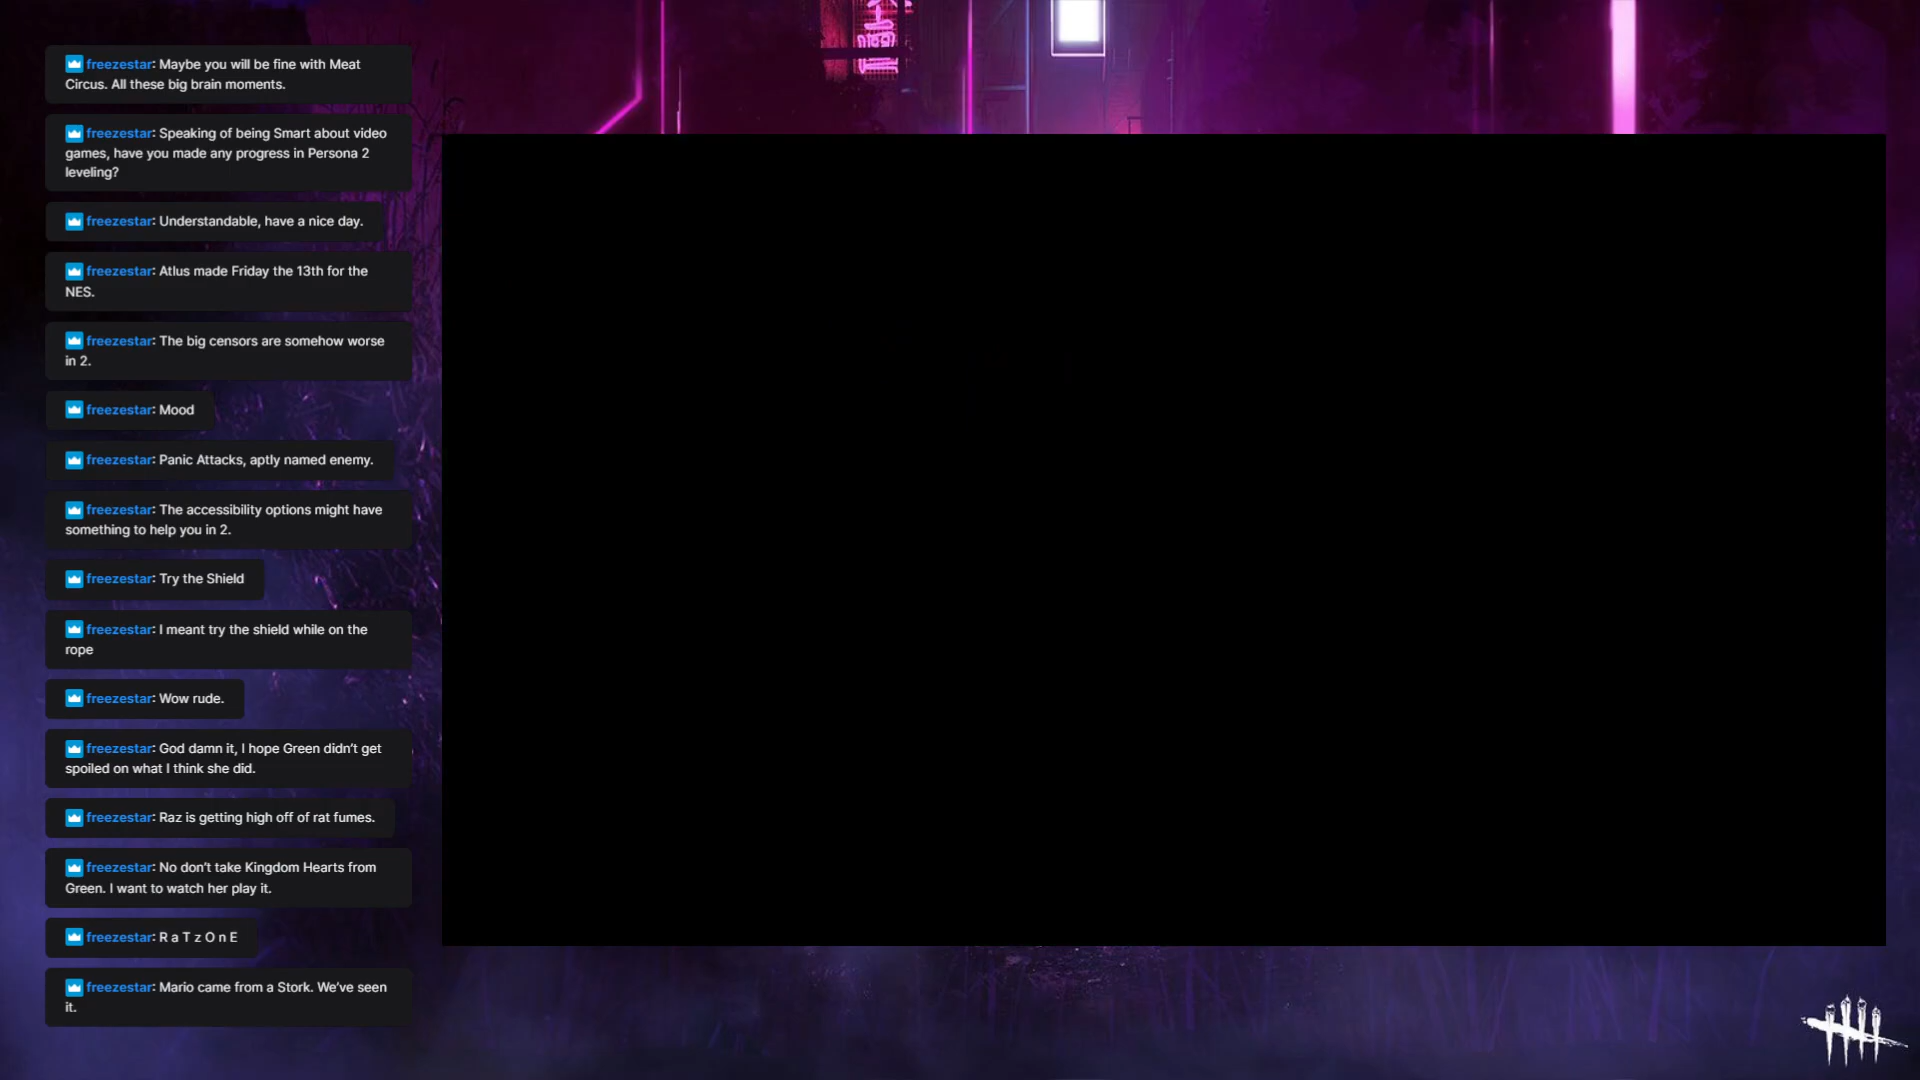 freezestar: Maybe you will be fine with Meat
Circus. All these big brain moments.
freezestar: Speaking of being Smart about video
games, have you made any progress in Persona 2
leveling?
freezestar: Understandable, have a nice day.
freezestar: Atlus made Friday the 13th for the
NES.
freezestar: The big censors are somehow worse
in 2.
freezestar: Mood
freezestar: Panic Attacks, aptly named enemy.
freezestar: The accessibility options might have
something to help you in 2.
freezestar: Try the Shield
freezestar: I meant try the shield while on the
rope
freezestar: Wow rude.
freezestar: God damn it, I hope Green didn't get
spoiled on what I think she did.
freezestar: Raz is getting high off of rat fumes.
freezestar: No don't take Kingdom Hearts from
Green. I want to watch her play it.
freezestar: R a T z O n E
freezestar: Mario came from a Stork. We've seen
it.